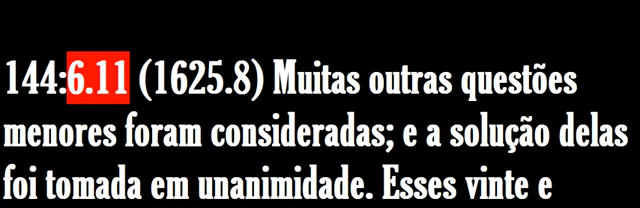 144:6.11 (1625.8) Muitas outras questões
menores foram consideradas; e a solução delas
foi tomada em unanimidade. Esses vinte e